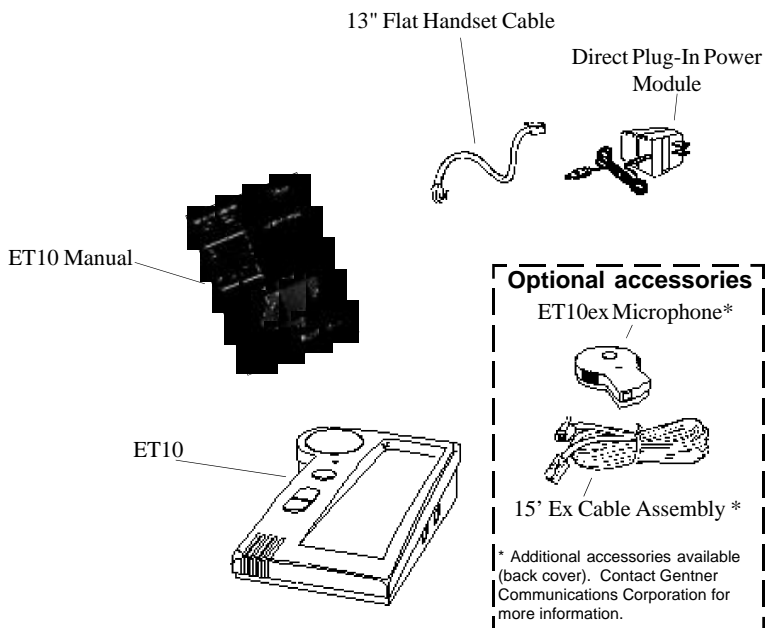 13" Flat Handset Cable
Direct Plug-In Power
Module
ET10 Manual
ET10
Optional accessories
ET10ex Microphone*
15’ Ex Cable Assembly *
* Additional accessories available
(back cover). Contact Gentner
Communications Corporation for
more information.